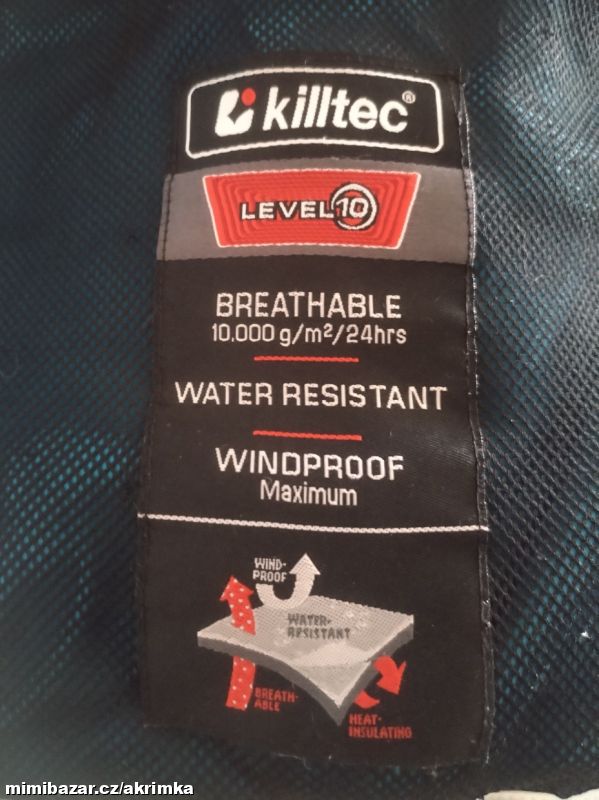 killtec®
LEVEL 10
BREATHABLE
10.000 g/m²/24hrs
WATER RESISTANT
WINDPROOF
Maximum
WIND-
PROOF
WATER-
RESISTANT
BREATH-
ABLE
HEAT-
INSULATING
mimibazar.cz/akrimka